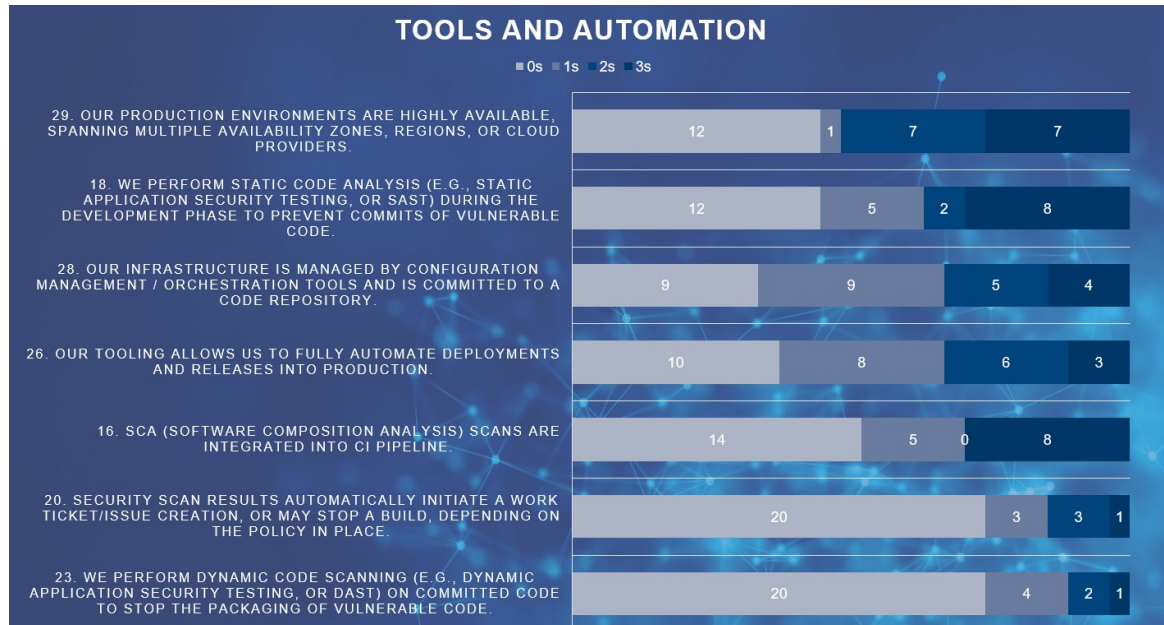 TOOLS AND AUTOMATION
0s 1s 2s 3s
29. OUR PRODUCTION ENVIRONMENTS ARE HIGHLY AVAILABLE,
SPANNING MULTIPLE AVAILABILITY ZONES, REGIONS, OR CLOUD
PROVIDERS.
12 1 7 7
18. WE PERFORM STATIC CODE ANALYSIS (E.G., STATIC
APPLICATION SECURITY TESTING, OR SAST) DURING THE
DEVELOPMENT PHASE TO PREVENT COMMITS OF VULNERABLE
CODE.
12 5 2 8
28. OUR INFRASTRUCTURE IS MANAGED BY CONFIGURATION
MANAGEMENT / ORCHESTRATION TOOLS AND IS COMMITTED TO A
CODE REPOSITORY.
9 9 5 4
26. OUR TOOLING ALLOWS US TO FULLY AUTOMATE DEPLOYMENTS
AND RELEASES INTO PRODUCTION.
10 8 6 3
16. SCA (SOFTWARE COMPOSITION ANALYSIS) SCANS ARE
INTEGRATED INTO CI PIPELINE.
14 5 0 8
20. SECURITY SCAN RESULTS AUTOMATICALLY INITIATE A WORK
TICKET/ISSUE CREATION, OR MAY STOP A BUILD, DEPENDING ON
THE POLICY IN PLACE.
20 3 3 1
23. WE PERFORM DYNAMIC CODE SCANNING (E.G., DYNAMIC
APPLICATION SECURITY TESTING, OR DAST) ON COMMITTED CODE
TO STOP THE PACKAGING OF VULNERABLE CODE.
20 4 2 1